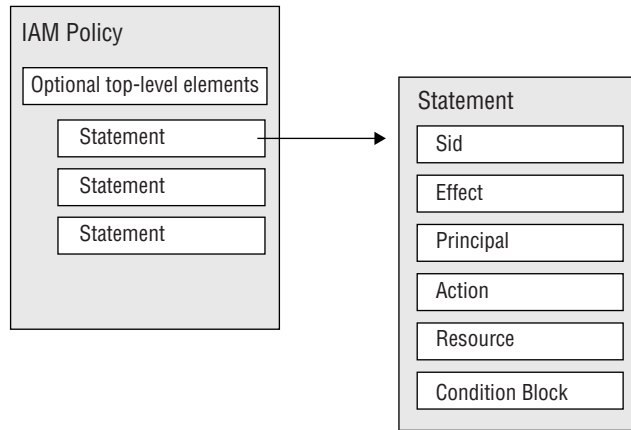 IAM Policy
Optional top-level elements
Statement
Statement
Statement
Statement
Sid
Effect
Principal
Action
Resource
Condition Block